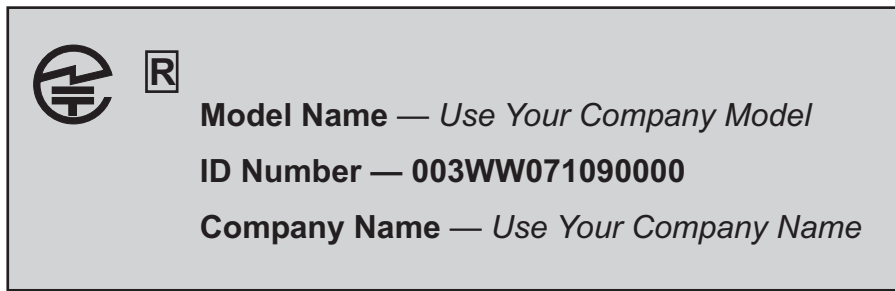 R
Model Name — Use Your Company Model
ID Number — 003WW071090000
Company Name — Use Your Company Name